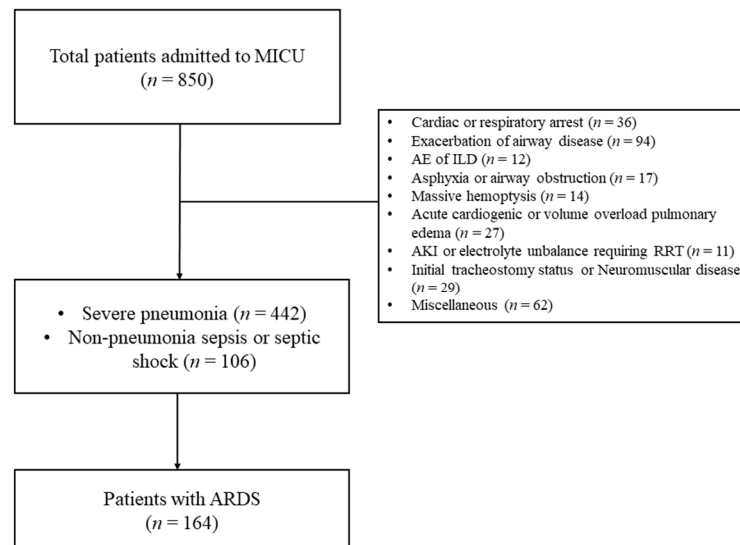 Total patients admitted to MICU
(n = 850)
• Cardiac or respiratory arrest (n = 36)
• Exacerbation of airway disease (n = 94)
• AE of ILD (n = 12)
• Asphyxia or airway obstruction (n = 17)
• Massive hemoptysis (n = 14)
• Acute cardiogenic or volume overload pulmonary
edema (n = 27)
• AKI or electrolyte unbalance requiring RRT (n = 11)
• Initial tracheostomy status or Neuromuscular disease
(n = 29)
• Miscellaneous (n = 62)
• Severe pneumonia (n = 442)
• Non-pneumonia sepsis or septic
shock (n = 106)
Patients with ARDS
(n = 164)